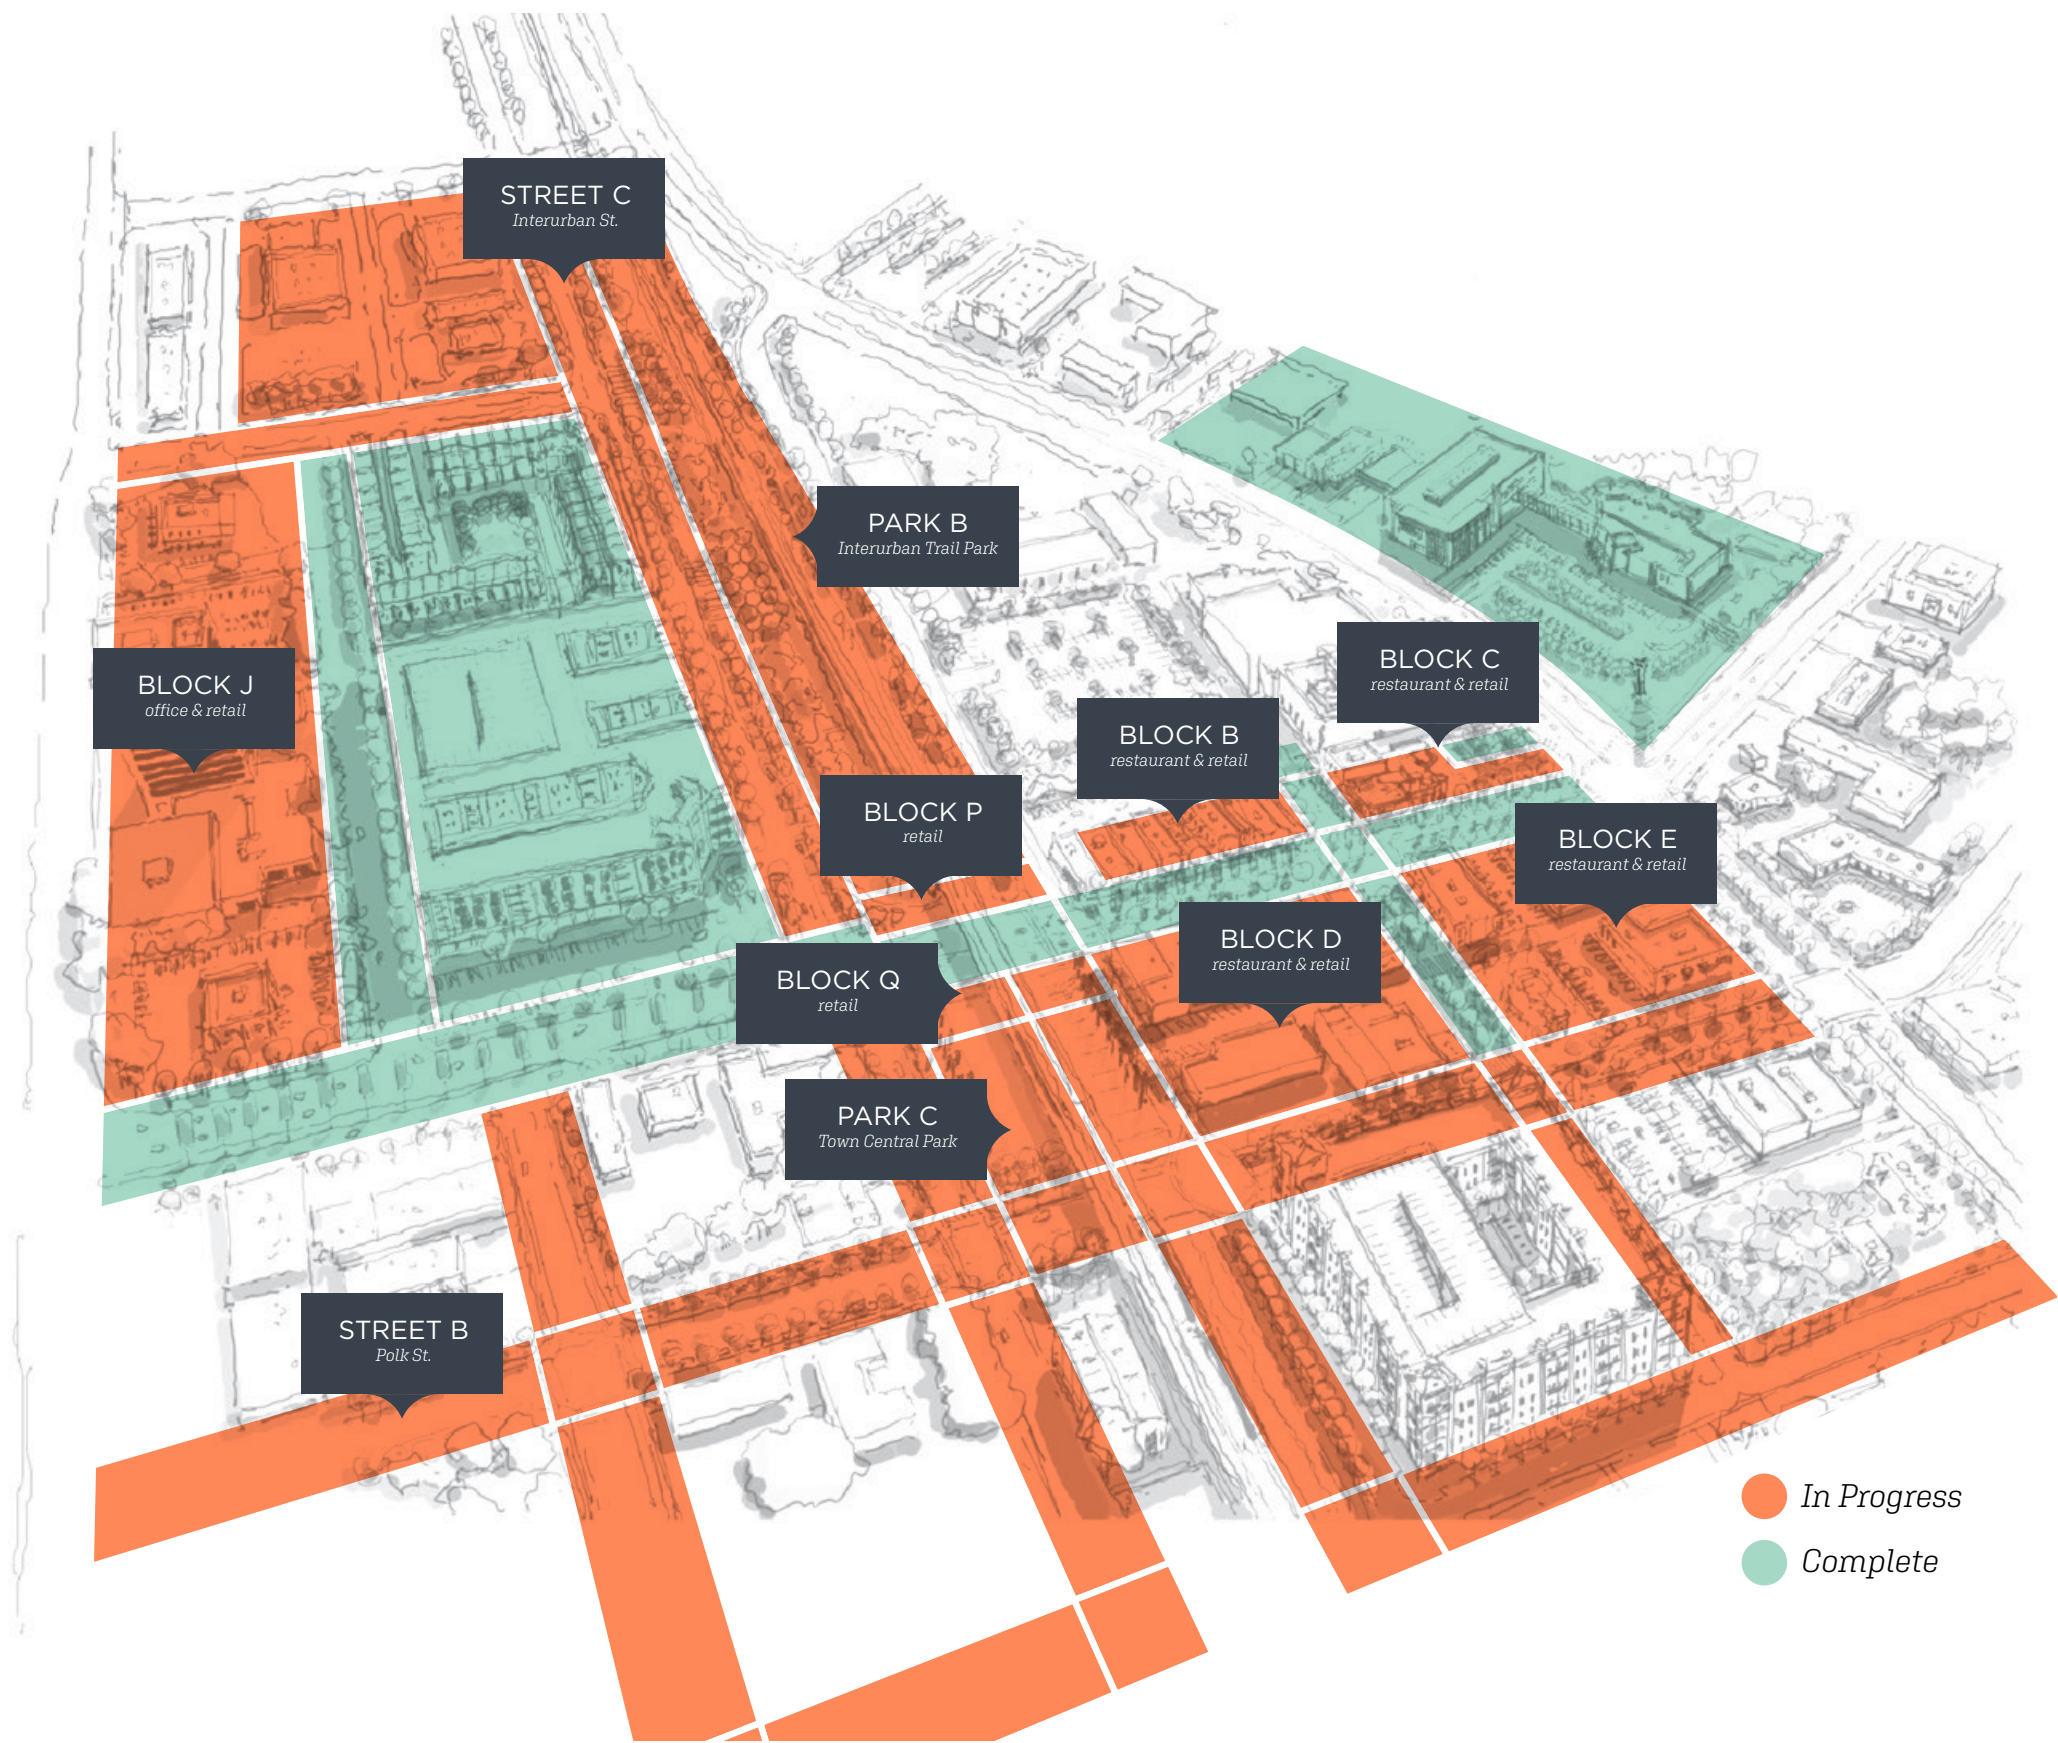 STREET C
Interurban St.
PARK B
Interurban Trail Park
BLOCK C
restaurant & retail
BLOCK J
office & retail
BLOCK B
restaurant & retail
BLOCK P
retail
BLOCK E
restaurant & retail
BLOCK D
restaurant & retail
BLOCK Q
retail
PARK C
Town Central Park
STREET B
Polk St.
In Progress
Complete